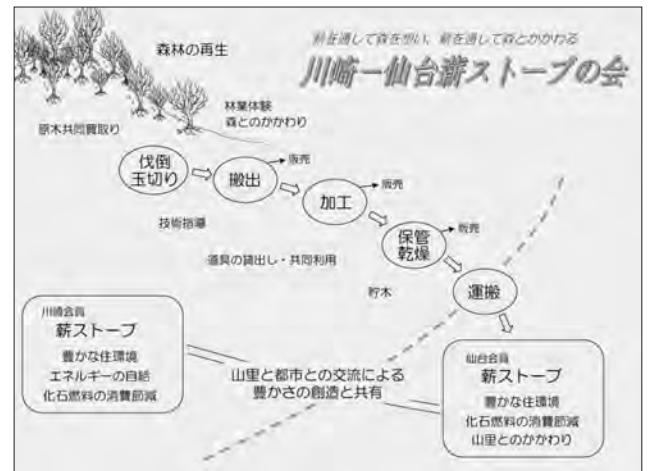 薪を通して森を想い、薪を通して森とかかわる
川崎ー仙台薪ストーブの会
森林の再生
林業体験
森とのかかわり
原木共同買取り
伐倒
玉切り
搬出
販売
加工
販売
保管
乾燥
販売
運搬
技術指導
道具の貸出し・共同利用
貯木
川崎会員
薪ストーブ
豊かな住環境
エネルギーの自給
化石燃料の消費節減
山里と都市との交流による
豊かさの創造と共有
仙台会員
薪ストーブ
豊かな住環境
化石燃料の消費節減
山里とのかかわり